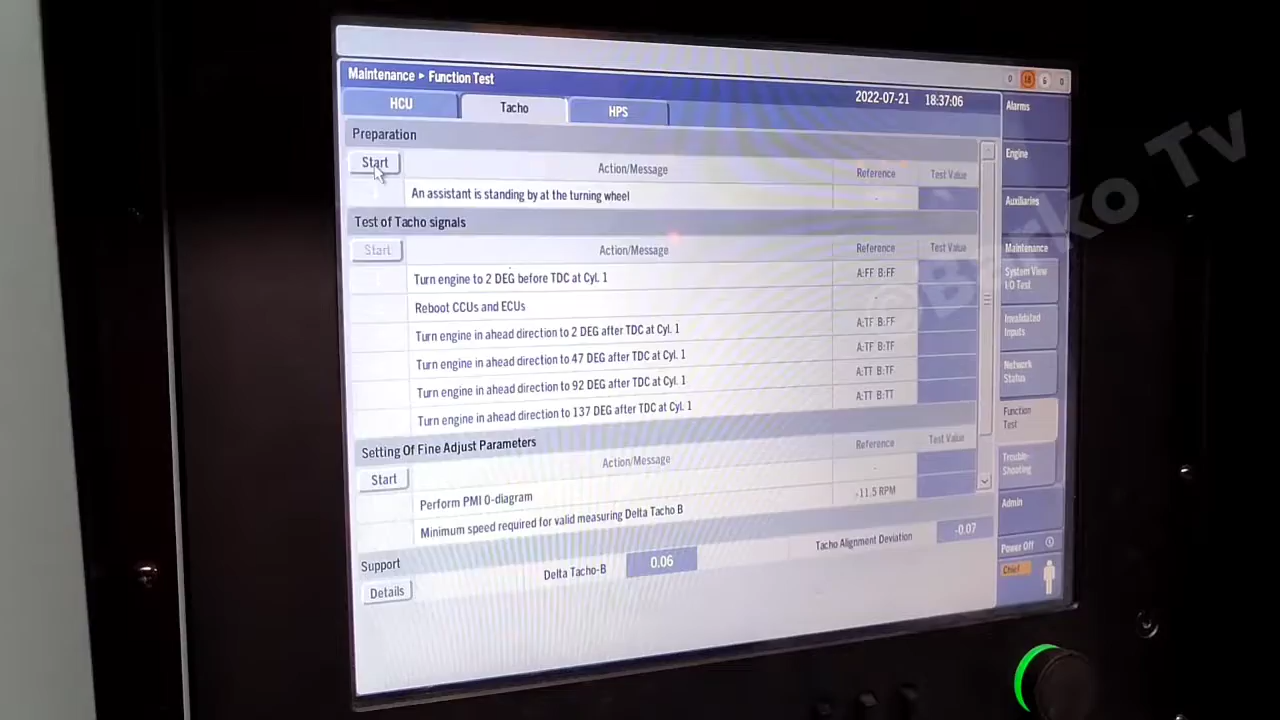 Maintenance ▸ Function Test
0 18 6 0
2022-07-21 18:37:06
HCU Tacho HPS
Preparation
Start Action/Message Reference Test Value
An assistant is standing by at the turning wheel
Test of Tacho signals
Start Action/Message Reference Test Value
Turn engine to 2 DEG before TDC at Cyl. 1 A:FF B:FF
Reboot CCUs and ECUs
Turn engine in ahead direction to 2 DEG after TDC at Cyl. 1 A:TF B:FF
Turn engine in ahead direction to 47 DEG after TDC at Cyl. 1 A:TF B:TF
Turn engine in ahead direction to 92 DEG after TDC at Cyl. 1 A:TT B:TF
Turn engine in ahead direction to 137 DEG after TDC at Cyl. 1 A:TT B:TT
Setting Of Fine Adjust Parameters
Start Action/Message Reference Test Value
Perform PMI 0-diagram
Minimum speed required for valid measuring Delta Tacho B -11.5 RPM
Support
Details Delta Tacho-B 0.06 Tacho Alignment Deviation -0.07
Alarms
Engine
Auxiliaries
Maintenance
System View
I/O Test
Invalidated
Inputs
Network
Status
Function
Test
Trouble-
Shooting
Admin
Power Off
Chief
©Barko Tv